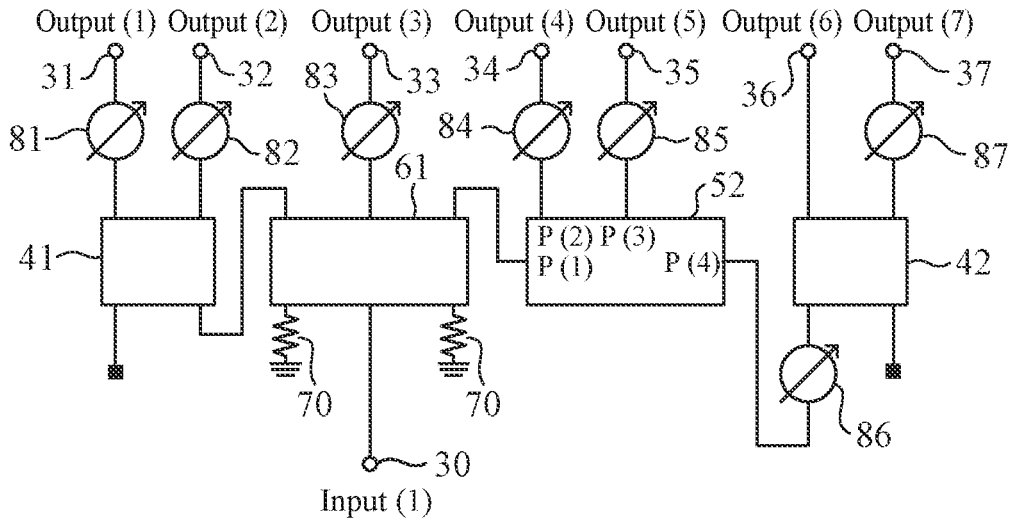 Output (1) Output (2) Output (3) Output (4) Output (5) Output (6) Output (7)
31 32 33 34 35 36 37
81 82 83 84 85 87
61 52
41 P (2) P (3) 42
P (1) P (4)
70 70 86
30
Input (1)